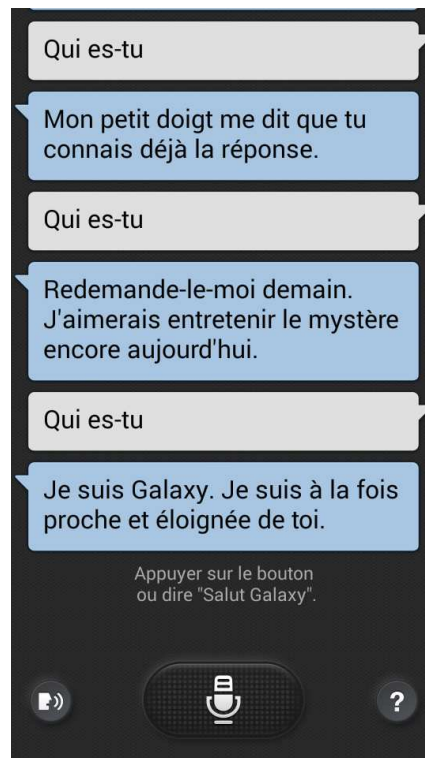 Qui es-tu
Mon petit doigt me dit que tu
connais déjà la réponse.
Qui es-tu
Redemande-le-moi demain.
J'aimerais entretenir le mystère
encore aujourd'hui.
Qui es-tu
Je suis Galaxy. Je suis à la fois
proche et éloignée de toi.
Appuyer sur le bouton
ou dire "Salut Galaxy".
?